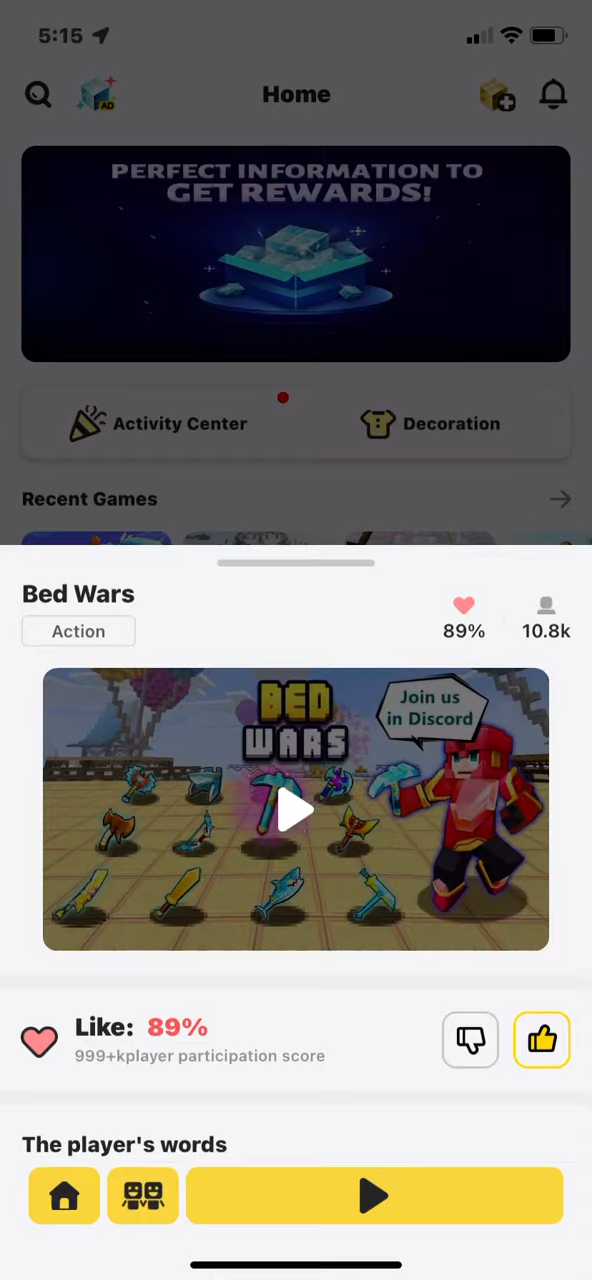 5:15
AD
Home
PERFECT INFORMATION TO
GET REWARDS!
Activity Center
Decoration
Recent Games
Bed Wars
Action
89%
10.8k
BED
WARS
Join us
in Discord
Like: 89%
999+kplayer participation score
The player's words